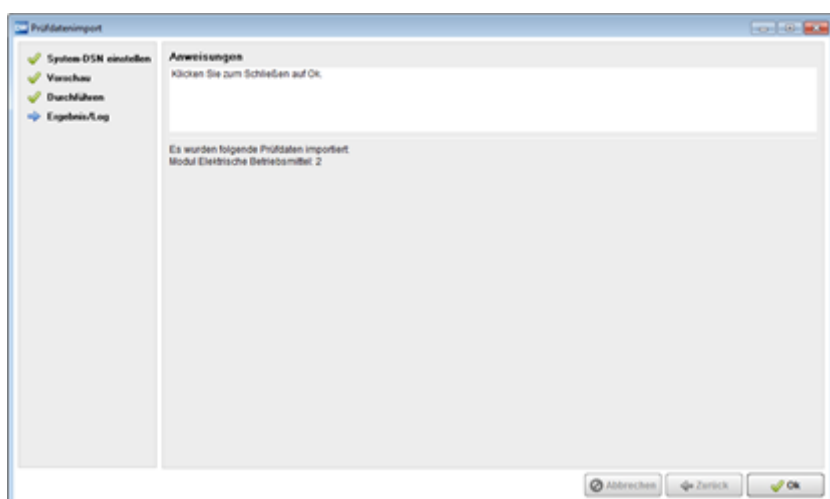 Prüfdatenimport
System-DSN einstellen
Vorschau
Durchführen
Ergebnis/Log
Anweisungen
Klicken Sie zum Schließen auf Ok.
Es wurden folgende Prüfdaten importiert:
Modul Elektrische Betriebsmittel: 2
Abbrechen
Zurück
Ok